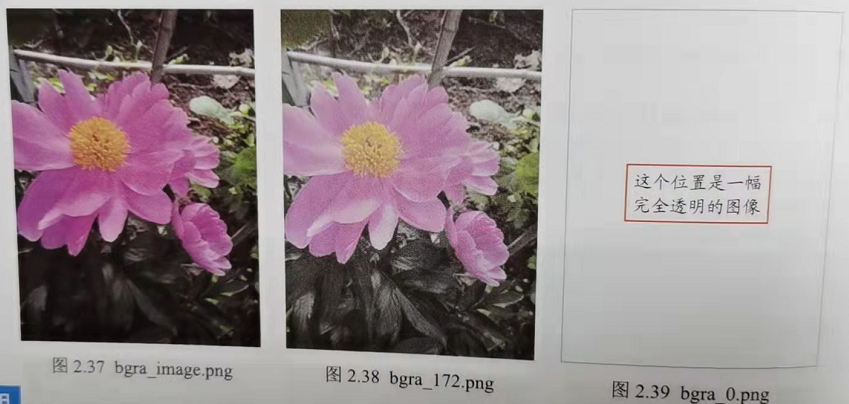 这个位置是一幅
完全透明的图像
图 2.37 bgra_image.png
图 2.38 bgra_172.png
图 2.39 bgra_0.png